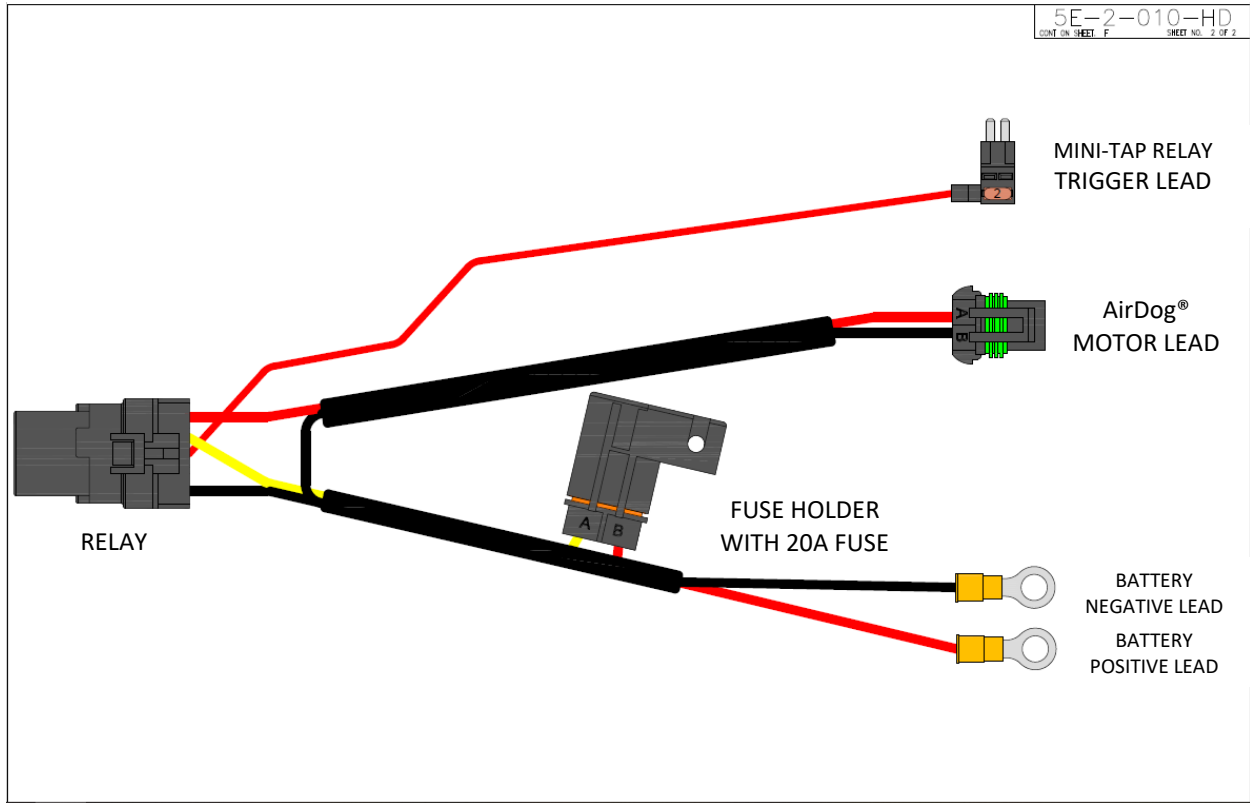 5E-2-010-HD
CONT ON SHEET. F SHEET NO. 2 OF 2
MINI-TAP RELAY
TRIGGER LEAD
2
AirDog®
MOTOR LEAD
A
B
RELAY
A B
FUSE HOLDER
WITH 20A FUSE
BATTERY
NEGATIVE LEAD
BATTERY
POSITIVE LEAD